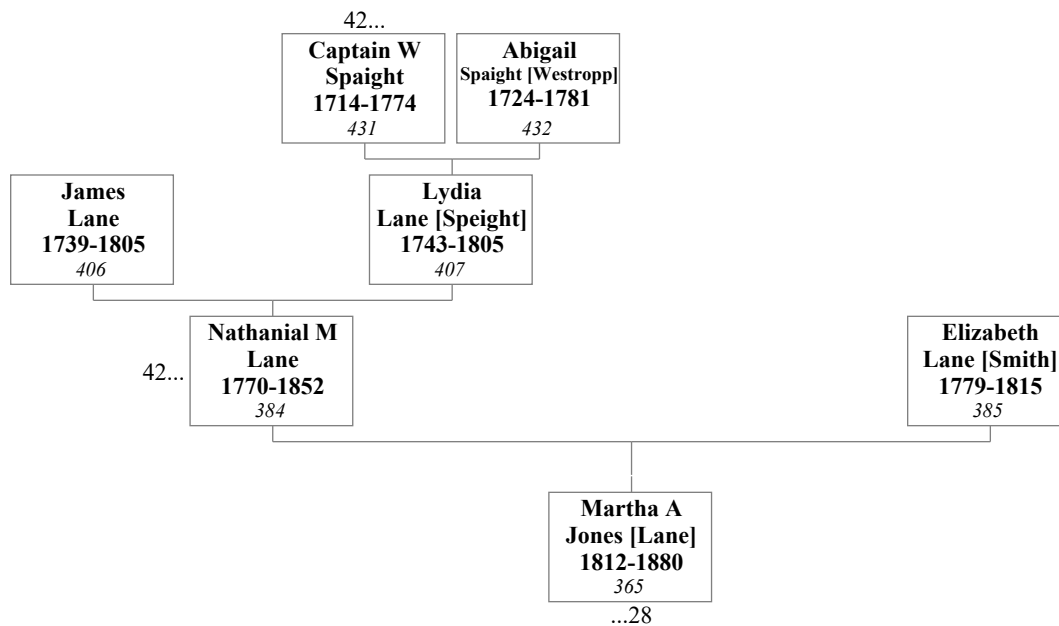 42...
Captain W
Spaight
1714-1774
431
Abigail
Spaight [Westropp]
1724-1781
432
James
Lane
1739-1805
406
Lydia
Lane [Speight]
1743-1805
407
42...
Nathanial M
Lane
1770-1852
384
Elizabeth
Lane [Smith]
1779-1815
385
Martha A
Jones [Lane]
1812-1880
365
...28